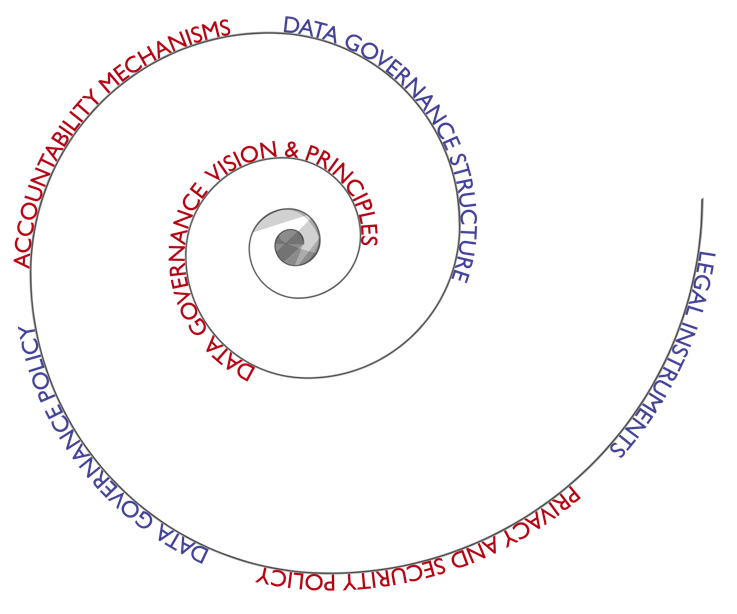 DATA GOVERNANCE VISION & PRINCIPLES
DATA GOVERNANCE STRUCTURE
ACCOUNTABILITY MECHANISMS
DATA GOVERNANCE POLICY
PRIVACY AND SECURITY POLICY
LEGAL INSTRUMENTS